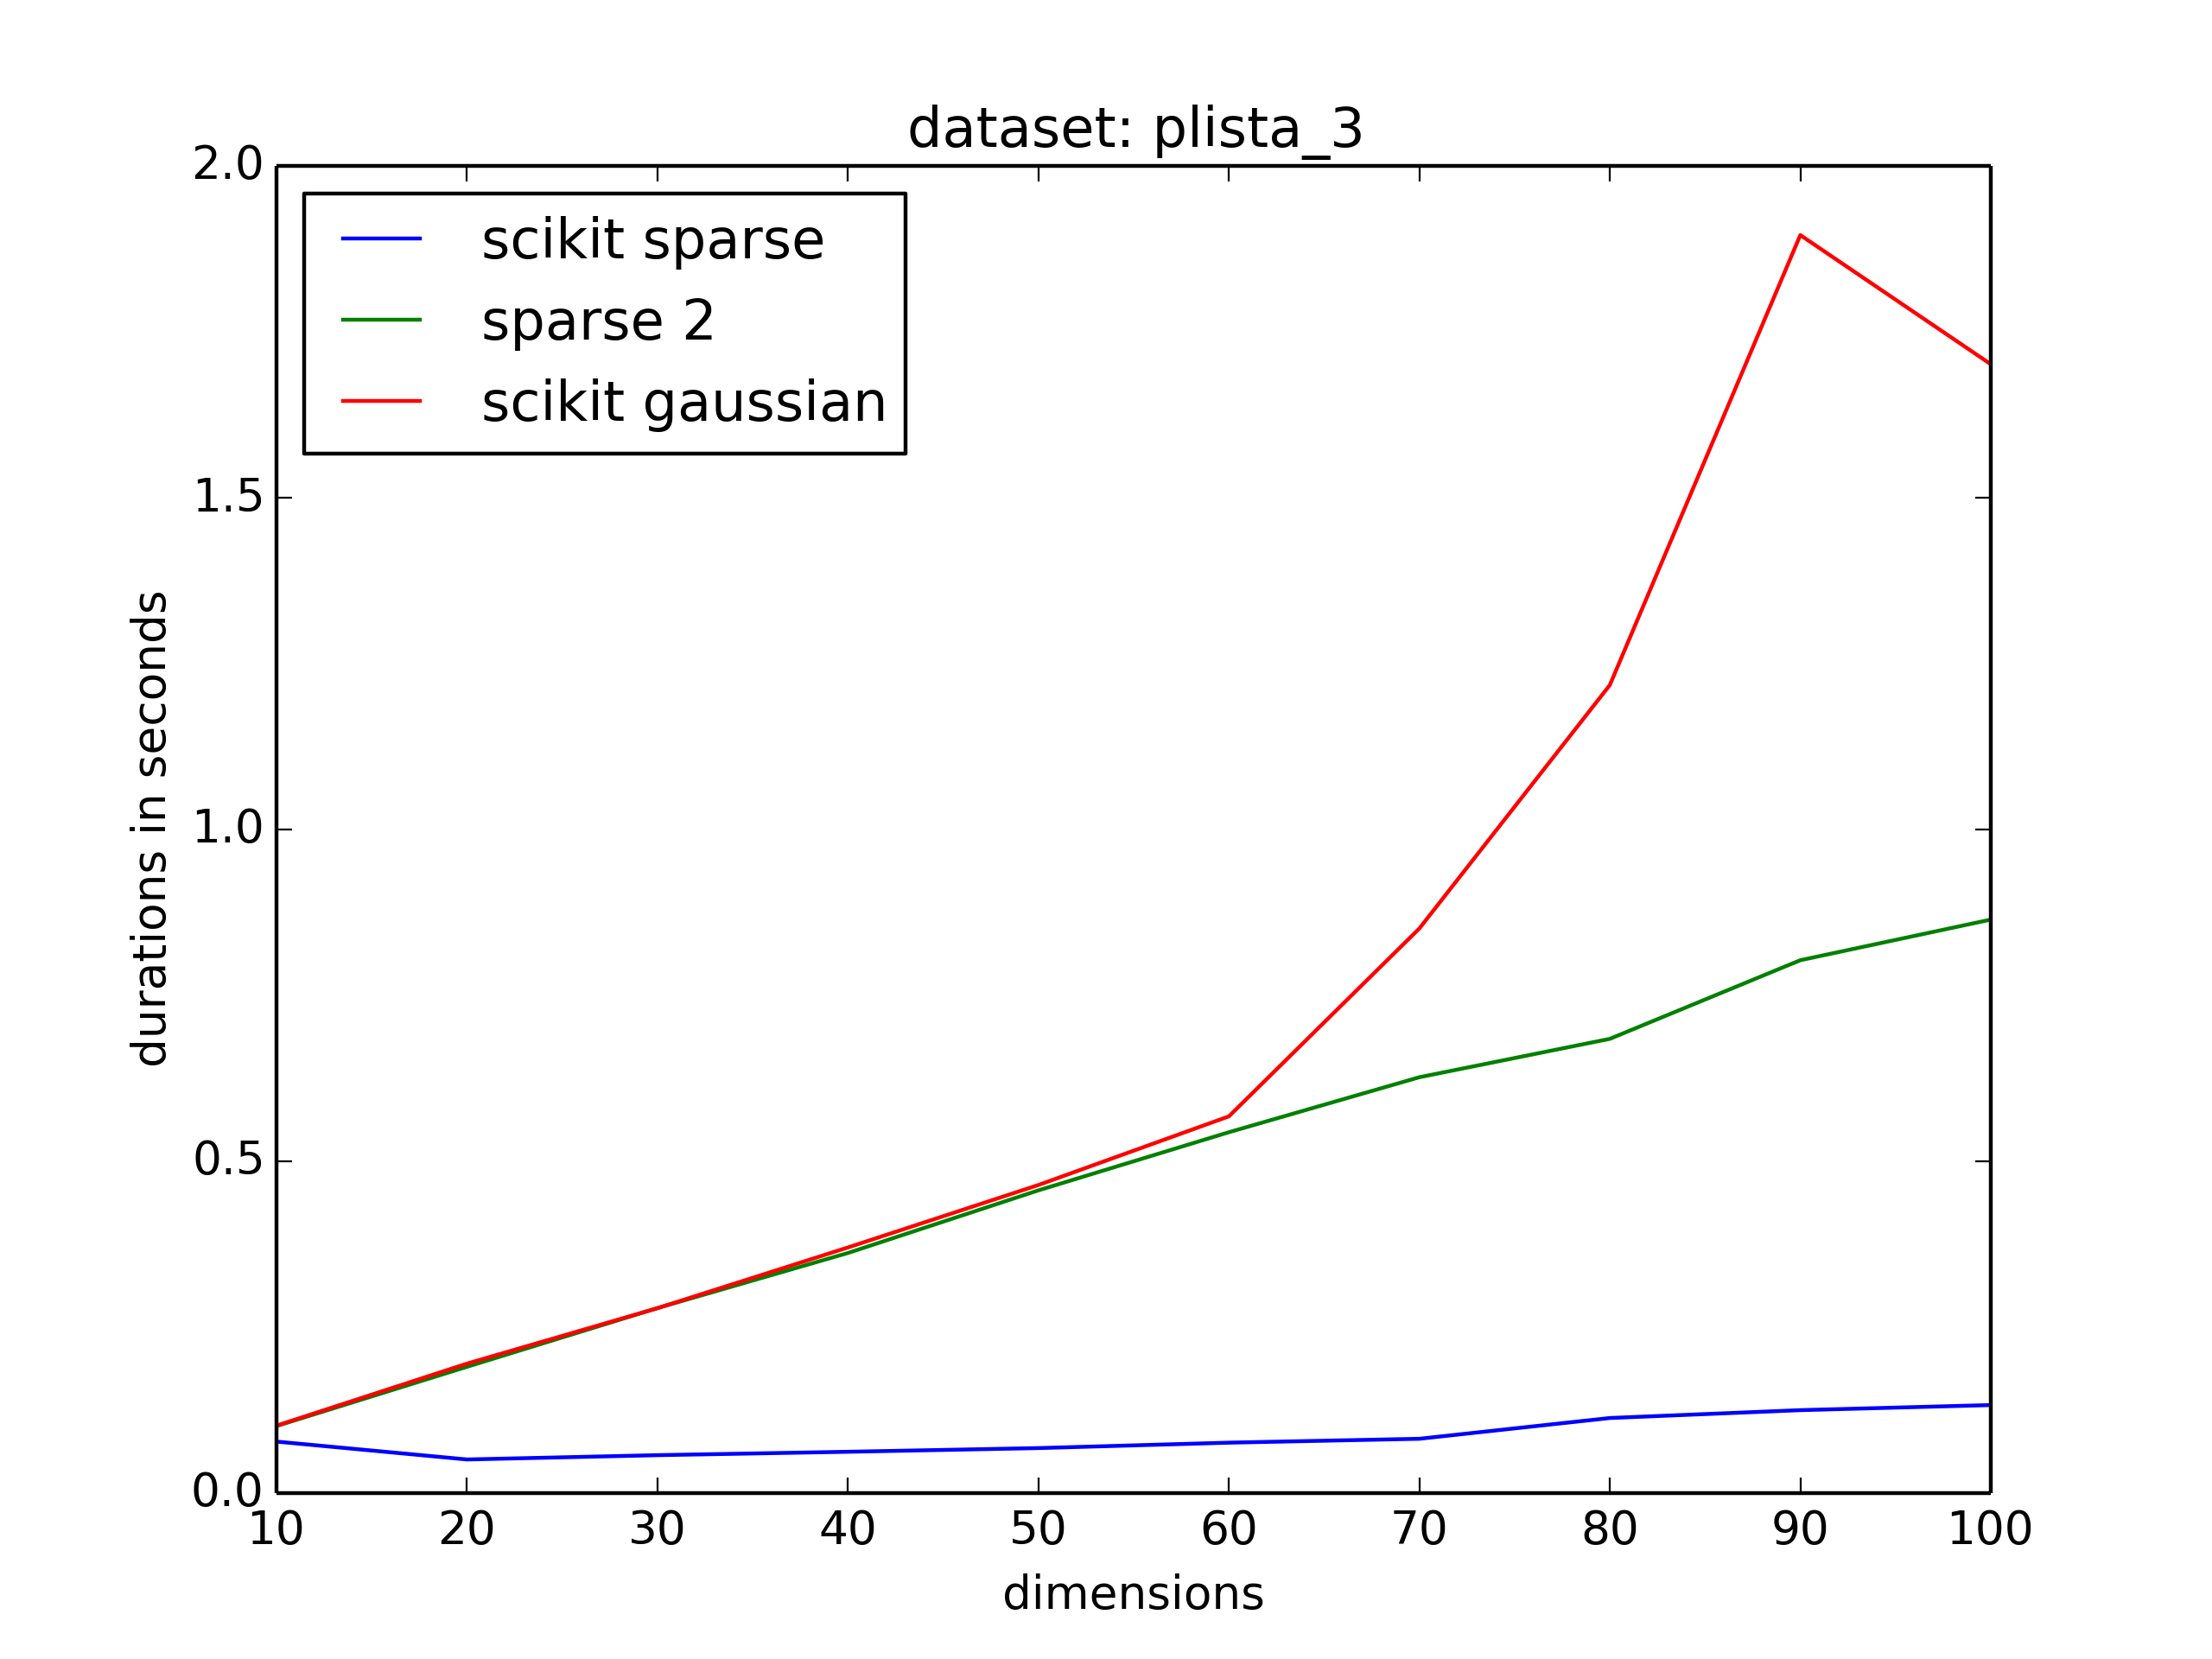 dataset: plista_3
2.0
scikit sparse
sparse 2
scikit gaussian
1.5
1.0
0.5
0.0
durations in seconds
10 20 30 40 50 60 70 80 90 100
dimensions